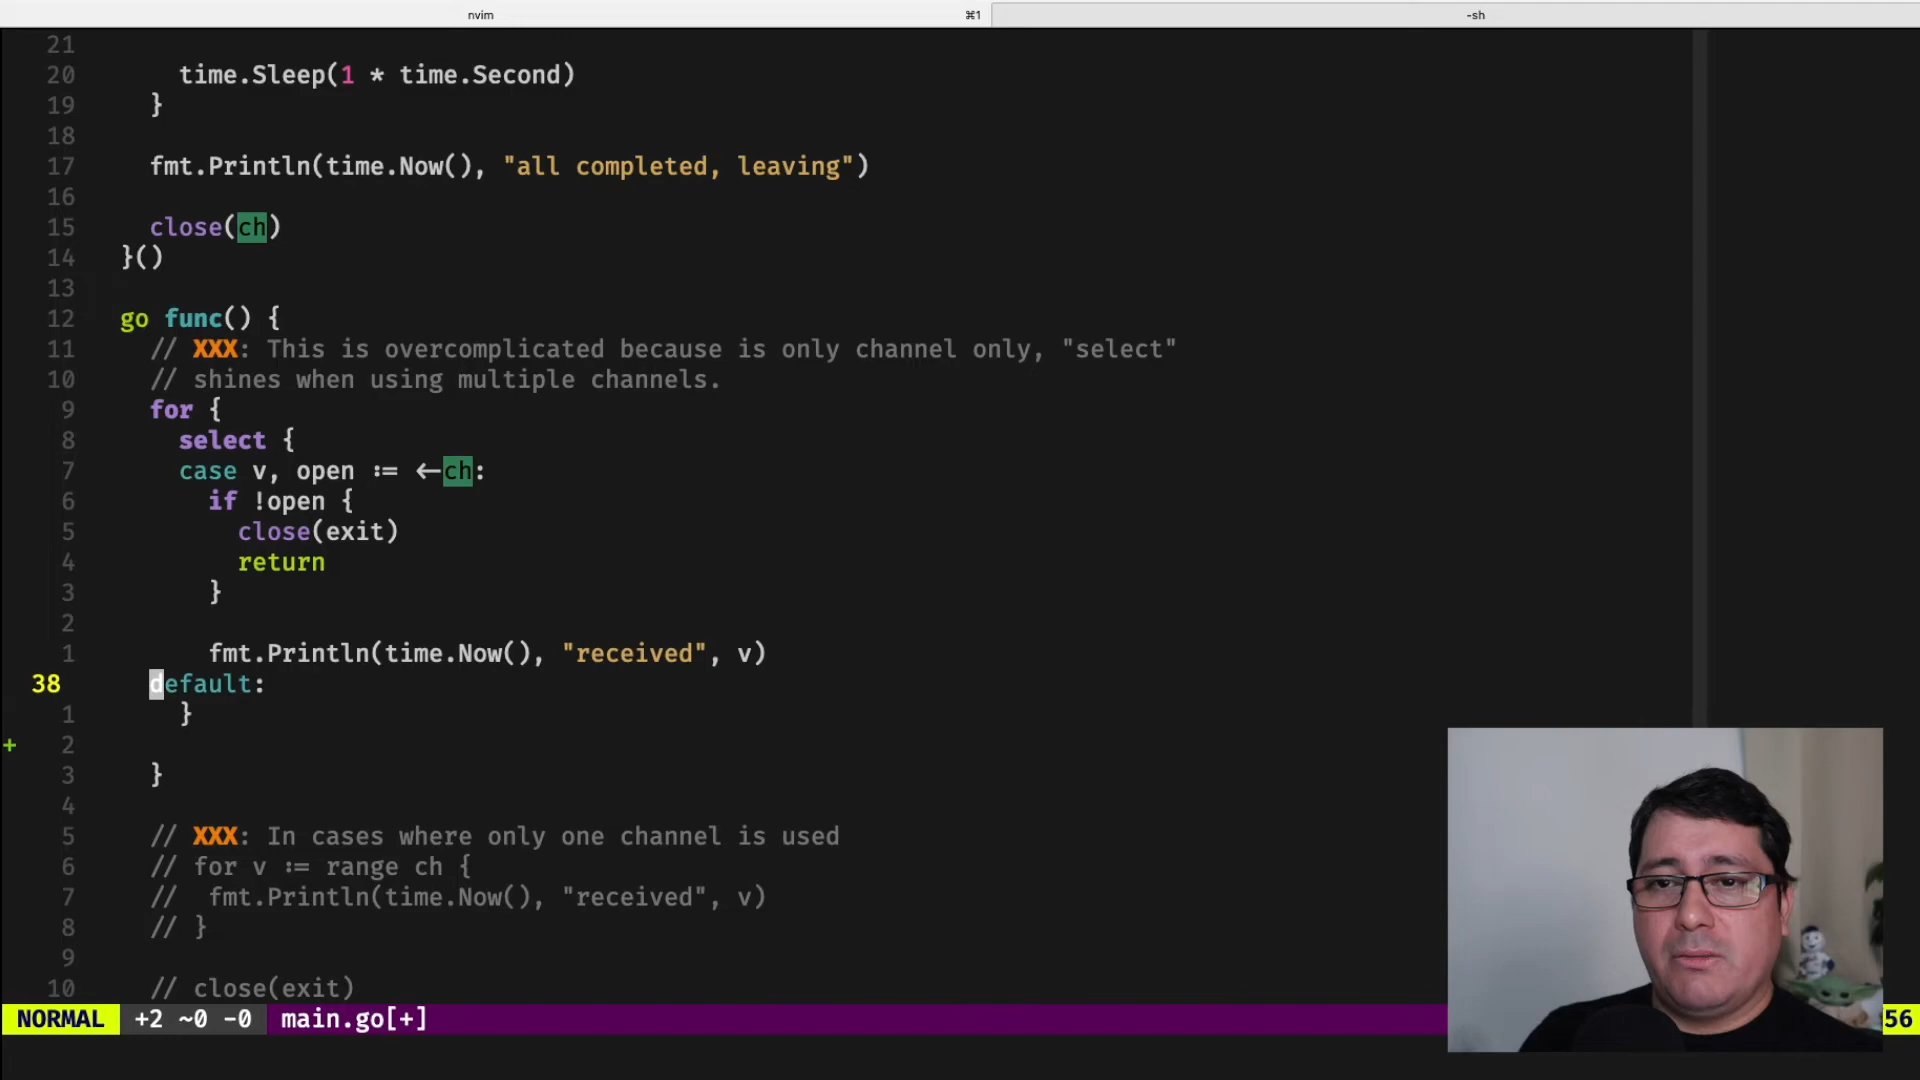 nvim ⌘1 -sh
21
20 time.Sleep(1 * time.Second)
19 }
18
17 fmt.Println(time.Now(), "all completed, leaving")
16
15 close(ch)
14 }()
13
12 go func() {
11 // XXX: This is overcomplicated because is only channel only, "select"
10 // shines when using multiple channels.
9 for {
8 select {
7 case v, open := <-ch:
6 if !open {
5 close(exit)
4 return
3 }
2
1 fmt.Println(time.Now(), "received", v)
38 default:
1 }
+ 2
3 }
4
5 // XXX: In cases where only one channel is used
6 // for v := range ch {
7 // fmt.Println(time.Now(), "received", v)
8 // }
9
10 // close(exit)
NORMAL +2 ~0 -0 main.go[+] 56